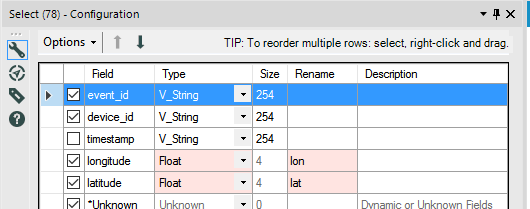 Select (78) - Configuration
Options TIP: To reorder multiple rows: select, right-click and drag.
Field Type Size Rename Description
event_id V_String 254
device_id V_String 254
timestamp V_String 254
longitude Float 4 lon
latitude Float 4 lat
*Unknown Unknown 0 Dynamic or Unknown Fields